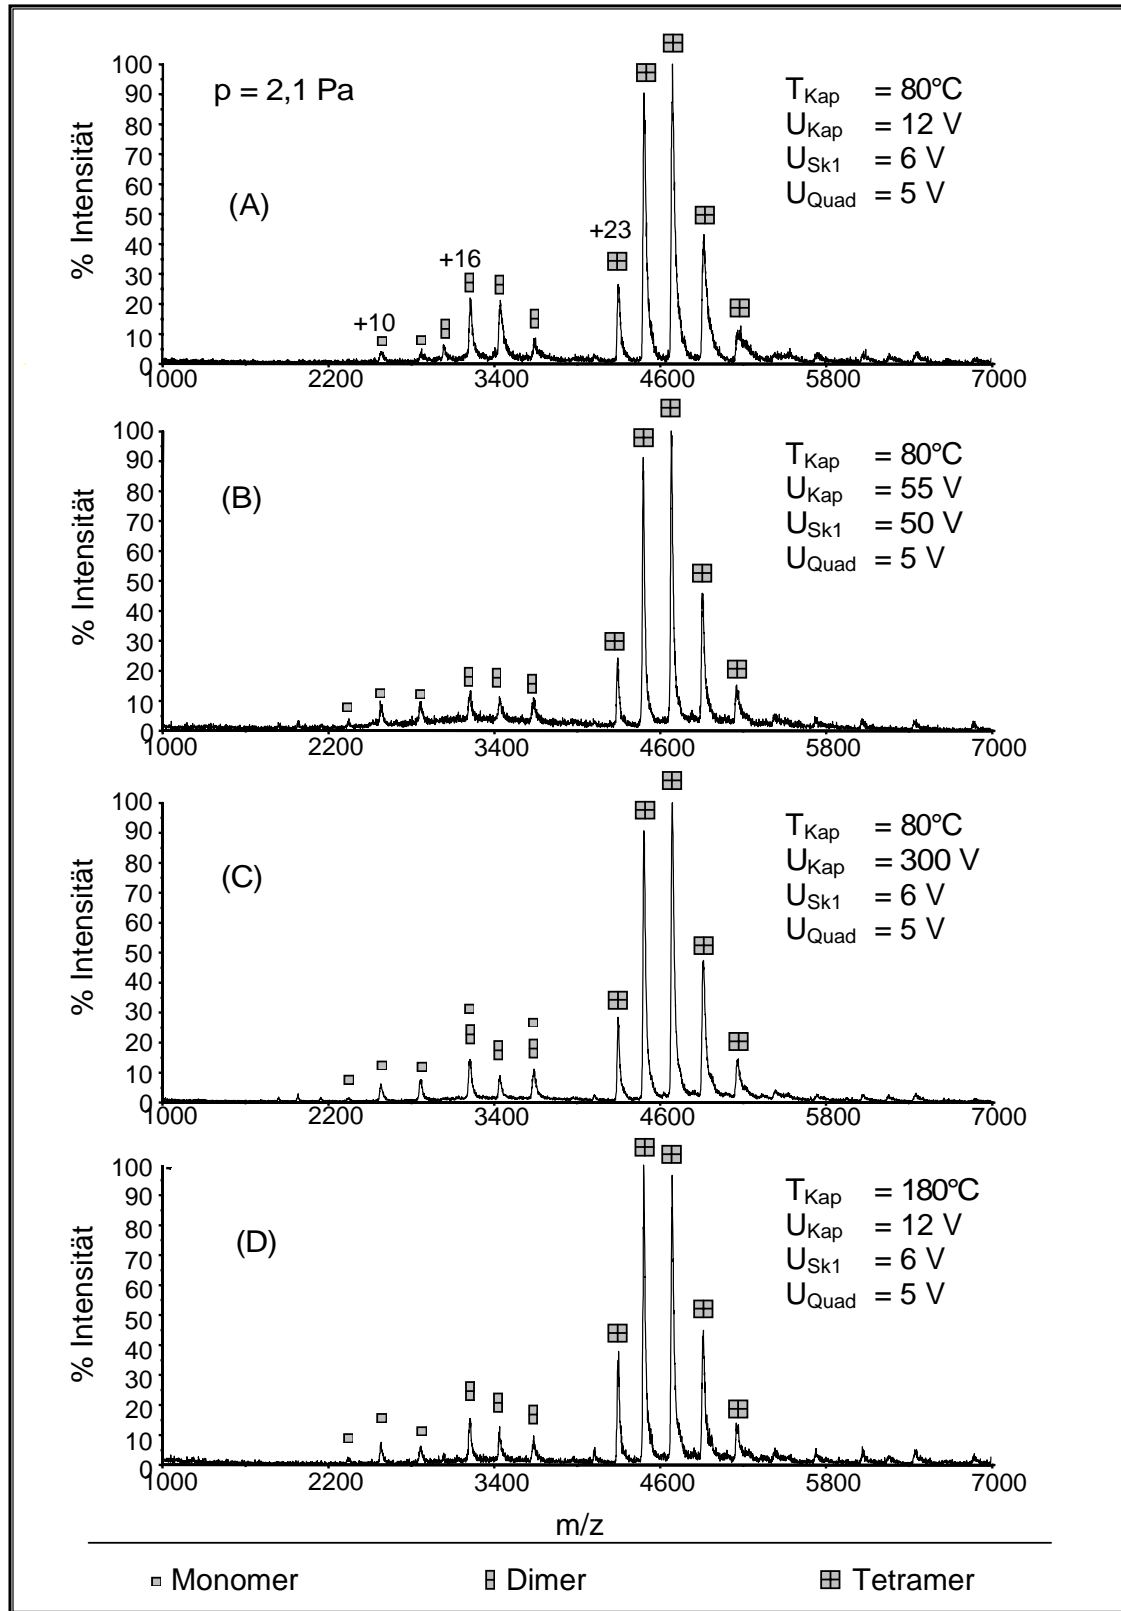 p = 2,1 Pa
(A)
% Intensität
100
90
80
70
60
50
40
30
20
10
0
+10
+16
+23
T_Kap = 80°C
U_Kap = 12 V
U_Sk1 = 6 V
U_Quad = 5 V
1000 2200 3400 4600 5800 7000
(B)
% Intensität
100
90
80
70
60
50
40
30
20
10
0
T_Kap = 80°C
U_Kap = 55 V
U_Sk1 = 50 V
U_Quad = 5 V
1000 2200 3400 4600 5800 7000
(C)
% Intensität
100
90
80
70
60
50
40
30
20
10
0
T_Kap = 80°C
U_Kap = 300 V
U_Sk1 = 6 V
U_Quad = 5 V
1000 2200 3400 4600 5800 7000
(D)
% Intensität
100
90
80
70
60
50
40
30
20
10
0
T_Kap = 180°C
U_Kap = 12 V
U_Sk1 = 6 V
U_Quad = 5 V
1000 2200 3400 4600 5800 7000
m/z
Monomer Dimer Tetramer